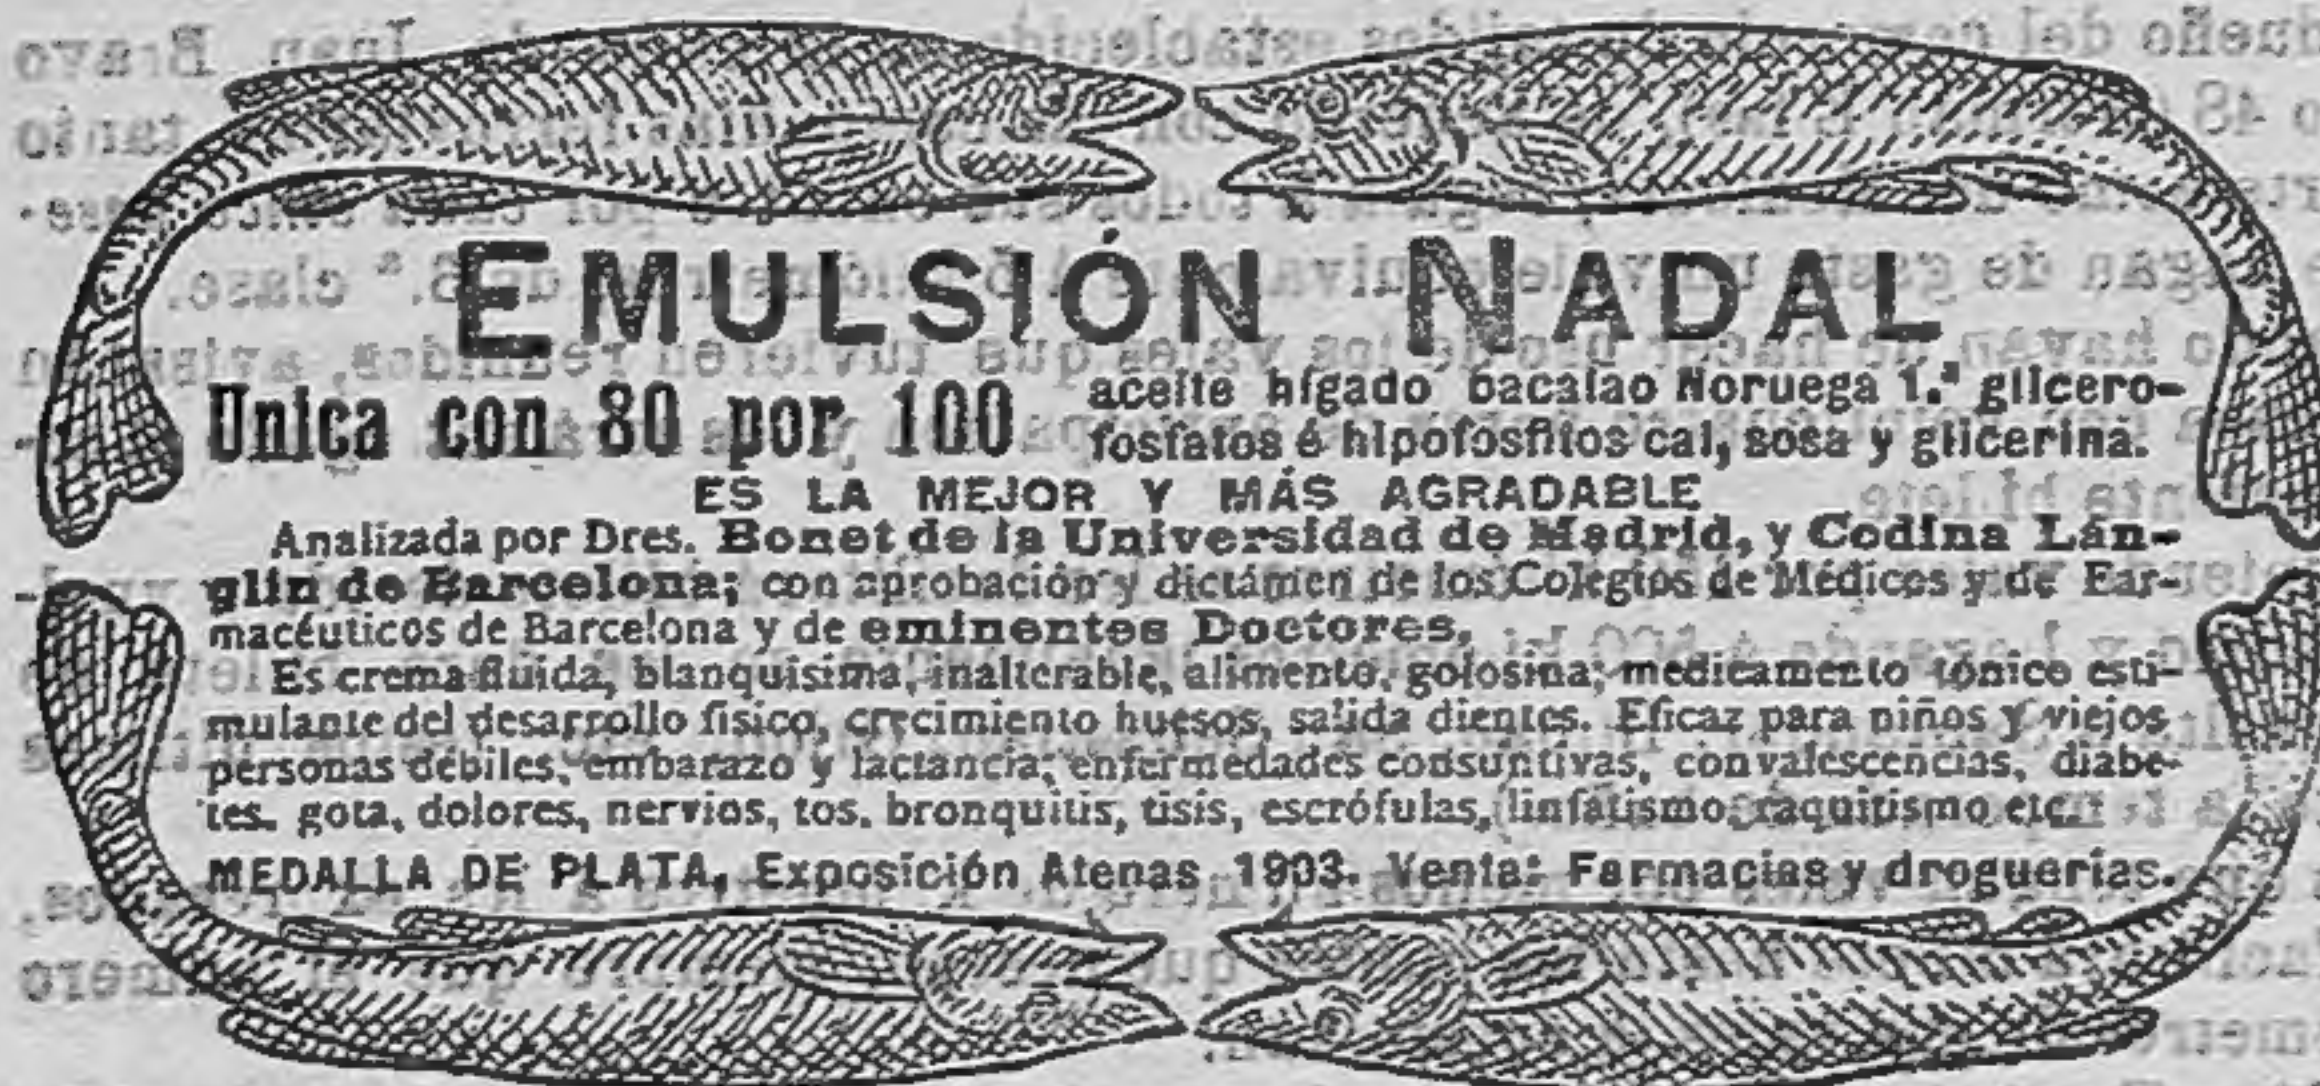 EMULSIÓN NADAL
Unica con 80 por 100 aceite hígado bacalao Noruega 1.ª glicero-
fosfatos é hipofosfitos cal, sosa y glicerina.
ES LA MEJOR Y MÁS AGRADABLE
Analizada por Dres. Bonet de la Universidad de Madrid, y Codina Lán-
glin de Barcelona; con aprobación y dictámen de los Colegios de Médicos y de Far-
macéuticos de Barcelona y de eminentes Doctores.
Es crema fluida, blanquísima, inalterable, alimento, golosina; medicamento tónico esti-
mulante del desarrollo físico, crecimiento huesos, salida dientes. Eficaz para niños y viejos
personas débiles, embarazo y lactancia; enfermedades consuntivas, convalescencias, diabe-
tes, gota, dolores, nervios, tos, bronquitis, tisis, escrófulas, linfatismo, raquitismo etc.
MEDALLA DE PLATA, Exposición Atenas 1903. Venta: Farmacias y droguerías.